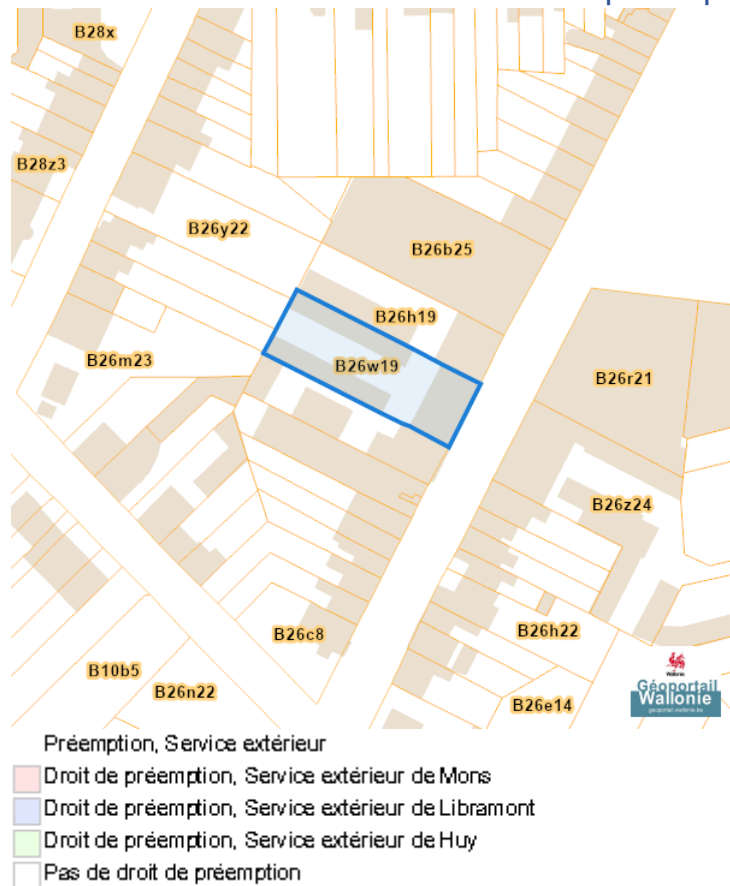 B28x
B28z3
B26y22
B26b25
B26h19
B26w19
B26m23
B26r21
B26z24
B26c8
B26h22
B10b5
B26n22
B26e14
Wallonie
Géoportail
Wallonie
geoportail.wallonie.be
Préemption, Service extérieur
Droit de préemption, Service extérieur de Mons
Droit de préemption, Service extérieur de Libramont
Droit de préemption, Service extérieur de Huy
Pas de droit de préemption